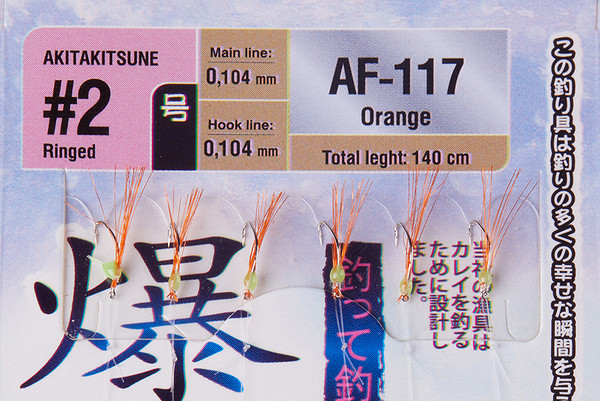 AKITAKITSUNE
#2
Ringed
号
Main line:
0,104 mm
Hook line:
0,104 mm
AF-117
Orange
Total leght: 140 cm
この釣り具は釣りの多くの幸せな瞬間を与え
当社の漁具は
カレイを釣る
ために設計し
ました。
釣って釣
爆